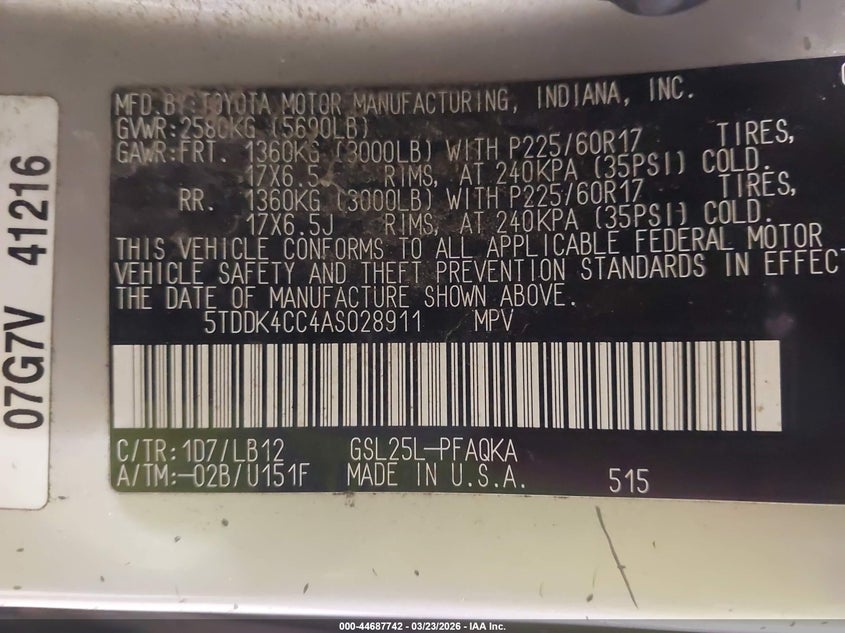 MFD.BY:TOYOTA MOTOR MANUFACTURING, INDIANA, INC.
GVWR:2580KG (5690LB)
GAWR:FRT. 1360KG (3000LB) WITH P225/60R17 TIRES,
17X6.5 RIMS, AT 240KPA (35PSI) COLD.
RR. 1360KG (3000LB) WITH P225/60R17 TIRES,
17X6.5J RIMS, AT 240KPA (35PSI) COLD.
THIS VEHICLE CONFORMS TO ALL APPLICABLE FEDERAL MOTOR
VEHICLE SAFETY AND THEFT PREVENTION STANDARDS IN EFFECT
THE DATE OF MANUFACTURE SHOWN ABOVE.
5TDDK4CC4AS028911 MPV
C/TR:1D7/LB12 GSL25L-PFAQKA
A/TM:-02B/U151F MADE IN U.S.A. 515
07G7V 41216
000-44687742 - 03/23/2026 - IAA Inc.